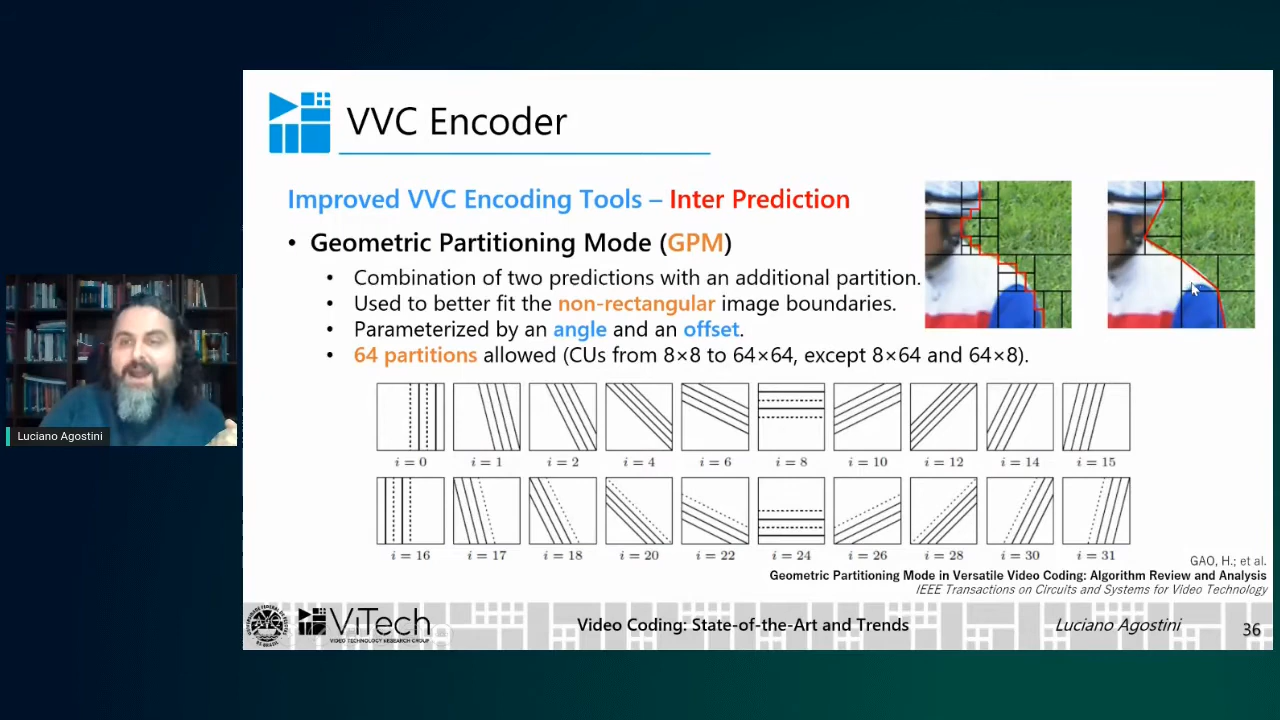 VVC Encoder
Improved VVC Encoding Tools – Inter Prediction
• Geometric Partitioning Mode (GPM)
• Combination of two predictions with an additional partition.
• Used to better fit the non-rectangular image boundaries.
• Parameterized by an angle and an offset.
• 64 partitions allowed (CUs from 8×8 to 64×64, except 8×64 and 64×8).
i = 0 i = 1 i = 2 i = 4 i = 6 i = 8 i = 10 i = 12 i = 14 i = 15
i = 16 i = 17 i = 18 i = 20 i = 22 i = 24 i = 26 i = 28 i = 30 i = 31
GAO, H.; et al.
Geometric Partitioning Mode in Versatile Video Coding: Algorithm Review and Analysis
IEEE Transactions on Circuits and Systems for Video Technology
Luciano Agostini
ViTech
VIDEO TECHNOLOGY RESEARCH GROUP
Video Coding: State-of-the-Art and Trends
Luciano Agostini
36